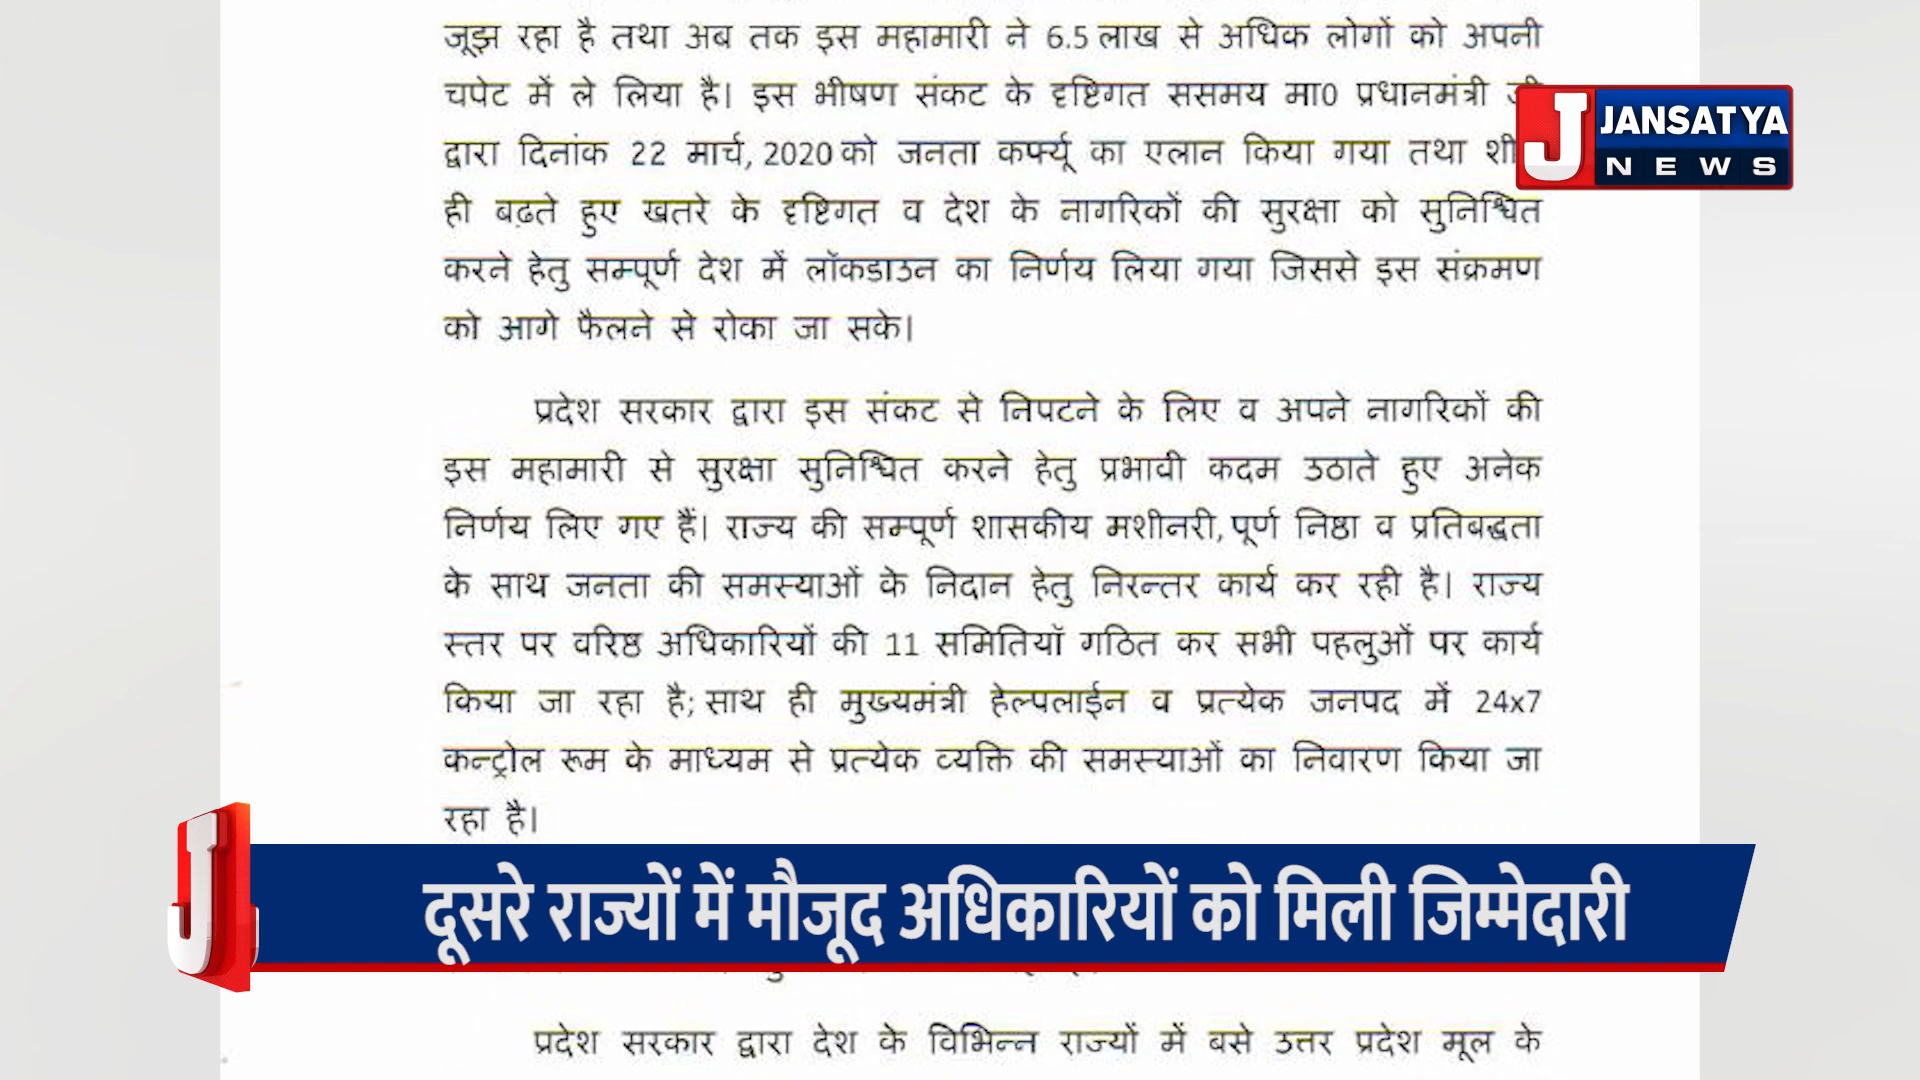 जूझ रहा है तथा अब तक इस महामारी ने 6.5 लाख से अधिक लोगों को अपनी
चपेट में ले लिया है। इस भीषण संकट के दृष्टिगत ससमय मा0 प्रधानमंत्री
द्वारा दिनांक 22 मार्च, 2020 को जनता कर्फ्यू का एलान किया गया तथा
ही बढ़ते हुए खतरे के दृष्टिगत व देश के नागरिकों की सुरक्षा को सुनिश्चित
करने हेतु सम्पूर्ण देश में लॉकडाउन का निर्णय लिया गया जिससे इस संक्रमण
को आगे फैलने से रोका जा सके।
प्रदेश सरकार द्वारा इस संकट से निपटने के लिए व अपने नागरिकों की
इस महामारी से सुरक्षा सुनिश्चित करने हेतु प्रभावी कदम उठाते हुए अनेक
निर्णय लिए गए हैं। राज्य की सम्पूर्ण शासकीय मशीनरी, पूर्ण निष्ठा व प्रतिबद्धता
के साथ जनता की समस्याओं के निदान हेतु निरन्तर कार्य कर रही है। राज्य
स्तर पर वरिष्ठ अधिकारियों की 11 समितियॉ गठित कर सभी पहलुओं पर कार्य
किया जा रहा है; साथ ही मुख्यमंत्री हेल्पलाईन व प्रत्येक जनपद में 24x7
कन्ट्रोल रूम के माध्यम से प्रत्येक व्यक्ति की समस्याओं का निवारण किया जा
रहा है।
प्रदेश सरकार द्वारा देश के विभिन्न राज्यों में बसे उत्तर प्रदेश मूल के
J JANSATYA
NEWS
J
दूसरे राज्यों में मौजूद अधिकारियों को मिली जिम्मेदारी